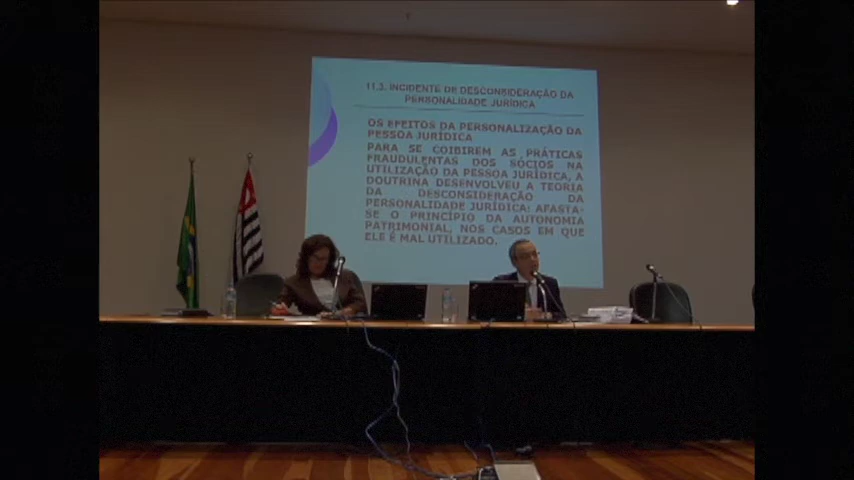 11.3. INCIDENTE DE DESCONSIDERAÇÃO DA
PERSONALIDADE JURÍDICA
OS EFEITOS DA PERSONALIZAÇÃO DA
PESSOA JURÍDICA
PARA SE COIBIREM AS PRÁTICAS
FRAUDULENTAS DOS SÓCIOS NA
UTILIZAÇÃO DA PESSOA JURÍDICA, A
DOUTRINA DESENVOLVEU A TEORIA
DA DESCONSIDERAÇÃO DA
PERSONALIDADE JURÍDICA: AFASTA-
SE O PRINCÍPIO DA AUTONOMIA
PATRIMONIAL, NOS CASOS EM QUE
ELE É MAL UTILIZADO.